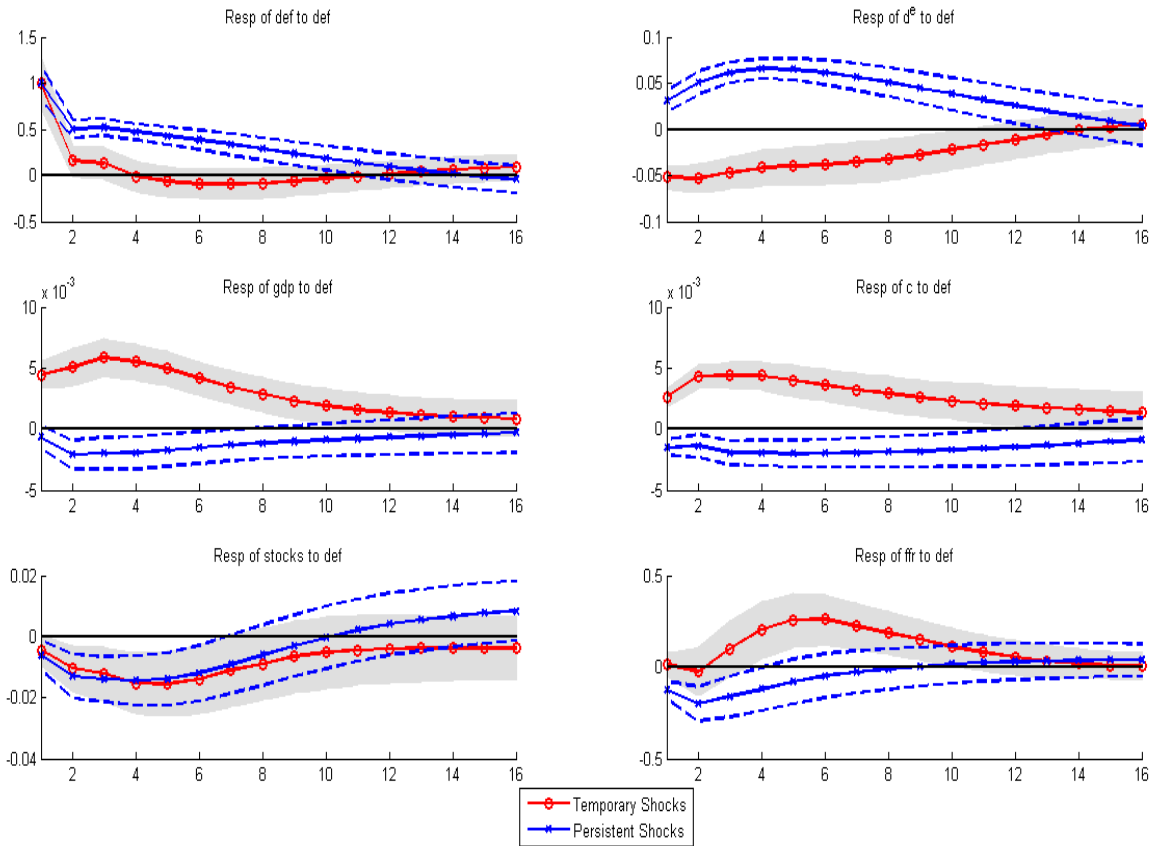 Resp of def to def
1.5
1
0.5
0
-0.5
2 4 6 8 10 12 14 16
Resp of dᵉ to def
0.1
0.05
0
-0.05
-0.1
2 4 6 8 10 12 14 16
x 10⁻³
Resp of gdp to def
10
5
0
-5
2 4 6 8 10 12 14 16
x 10⁻³
Resp of c to def
10
5
0
-5
2 4 6 8 10 12 14 16
Resp of stocks to def
0.02
0
-0.02
-0.04
2 4 6 8 10 12 14 16
Resp of ffr to def
0.5
0
-0.5
2 4 6 8 10 12 14 16
Temporary Shocks
Persistent Shocks